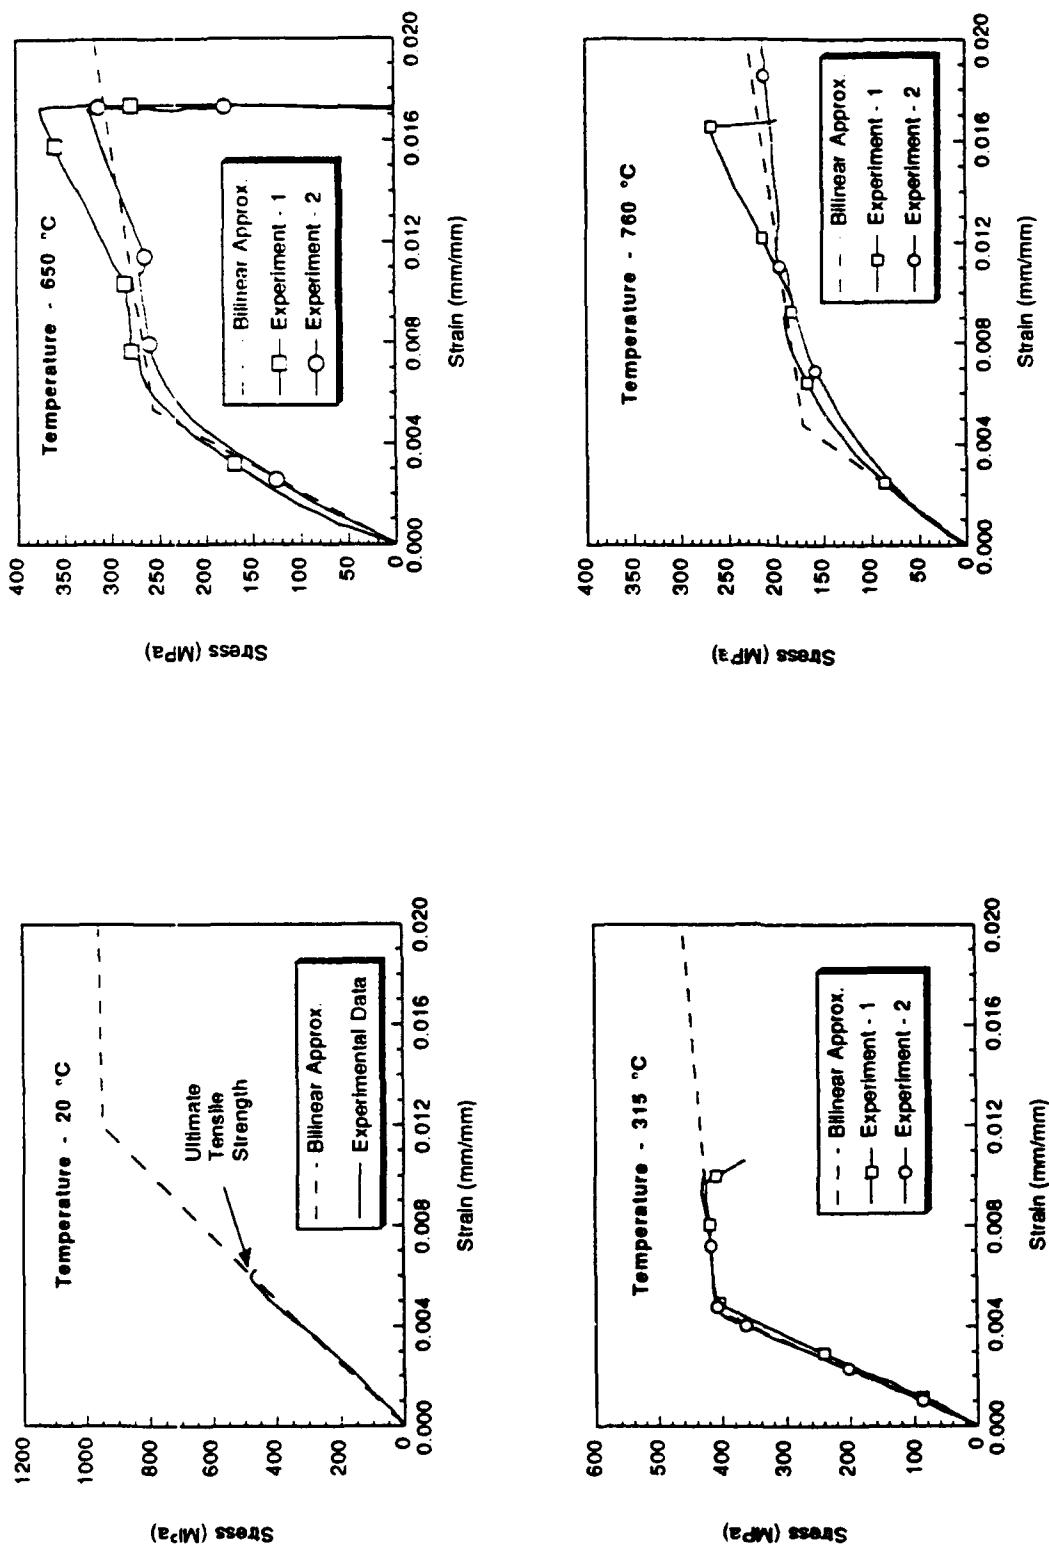 Temperature - 20 °C
Ultimate
Tensile
Strength
- - Bilinear Approx.
Experimental Data
1200
1000
800
600
400
200
0
0.000
0.004
0.008
0.012
0.016
0.020
Strain (mm/mm)
Stress (MPa)
Temperature - 650 °C
Bilinear Approx.
Experiment - 1
Experiment - 2
400
350
300
250
200
150
100
50
0
0.000
0.004
0.008
0.012
0.016
0.020
Strain (mm/mm)
Stress (MPa)
Temperature - 315 °C
Bilinear Approx.
Experiment - 1
Experiment - 2
600
500
400
300
200
100
0
0.000
0.004
0.008
0.012
0.016
0.020
Strain (mm/mm)
Stress (MPa)
Temperature - 760 °C
Bilinear Approx.
Experiment - 1
Experiment - 2
400
350
300
250
200
150
100
50
0
0.000
0.004
0.008
0.012
0.016
0.020
Strain (mm/mm)
Stress (MPa)